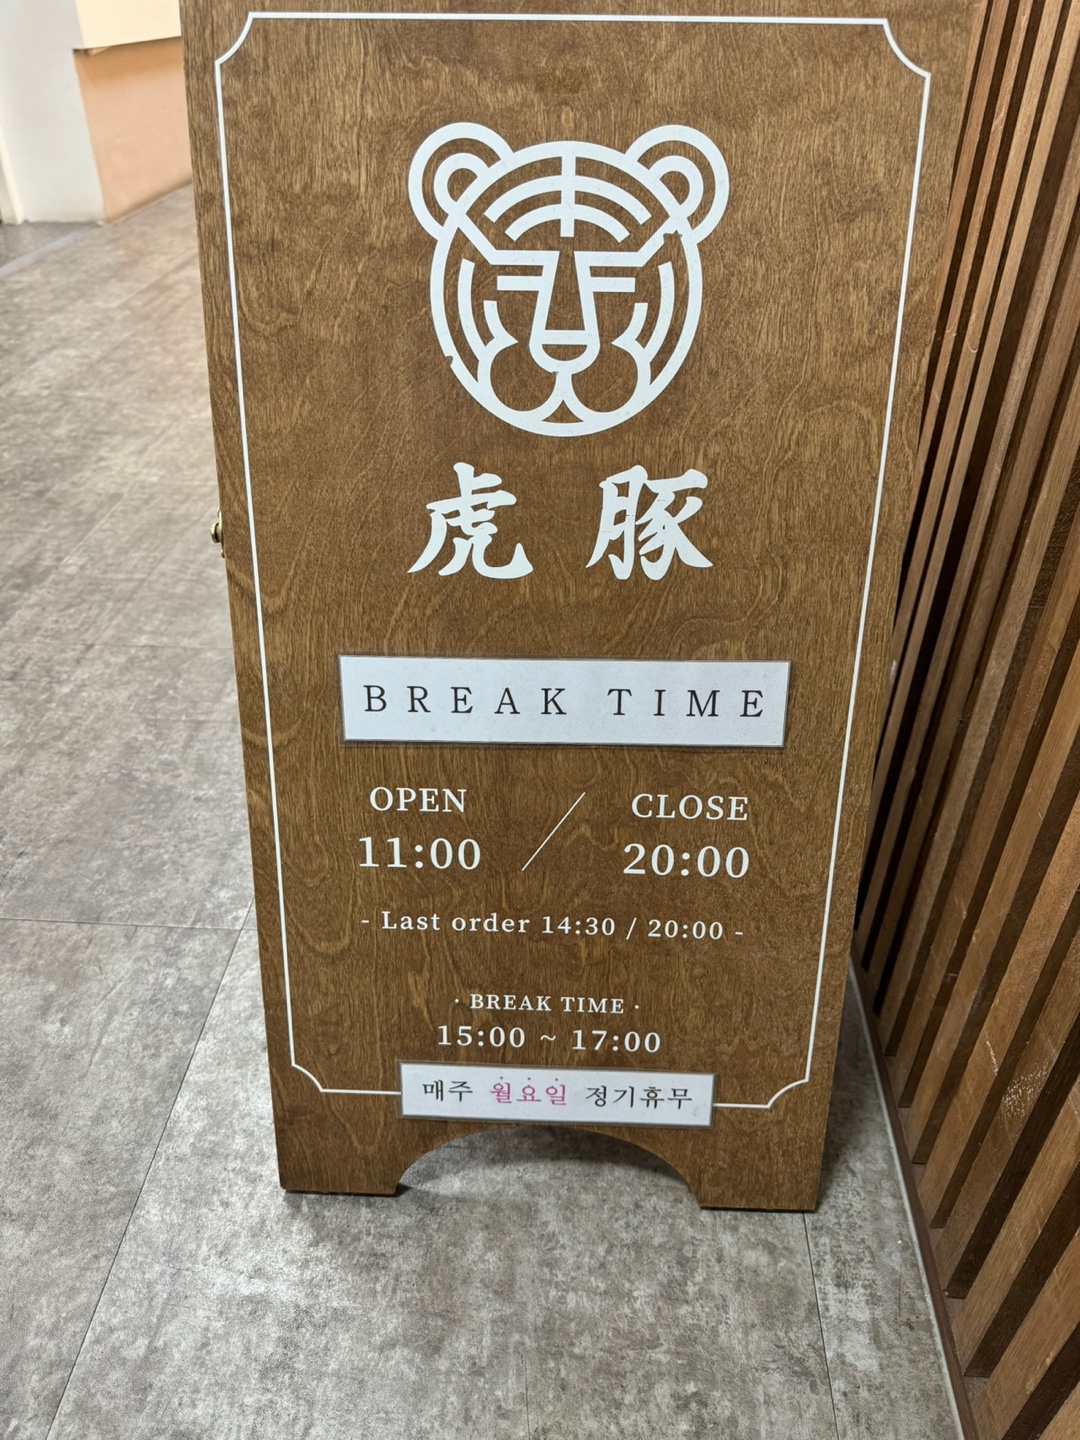 虎豚
BREAK TIME
OPEN / CLOSE
11:00 20:00
- Last order 14:30 / 20:00 -
· BREAK TIME ·
15:00 ~ 17:00
매주 월요일 정기휴무